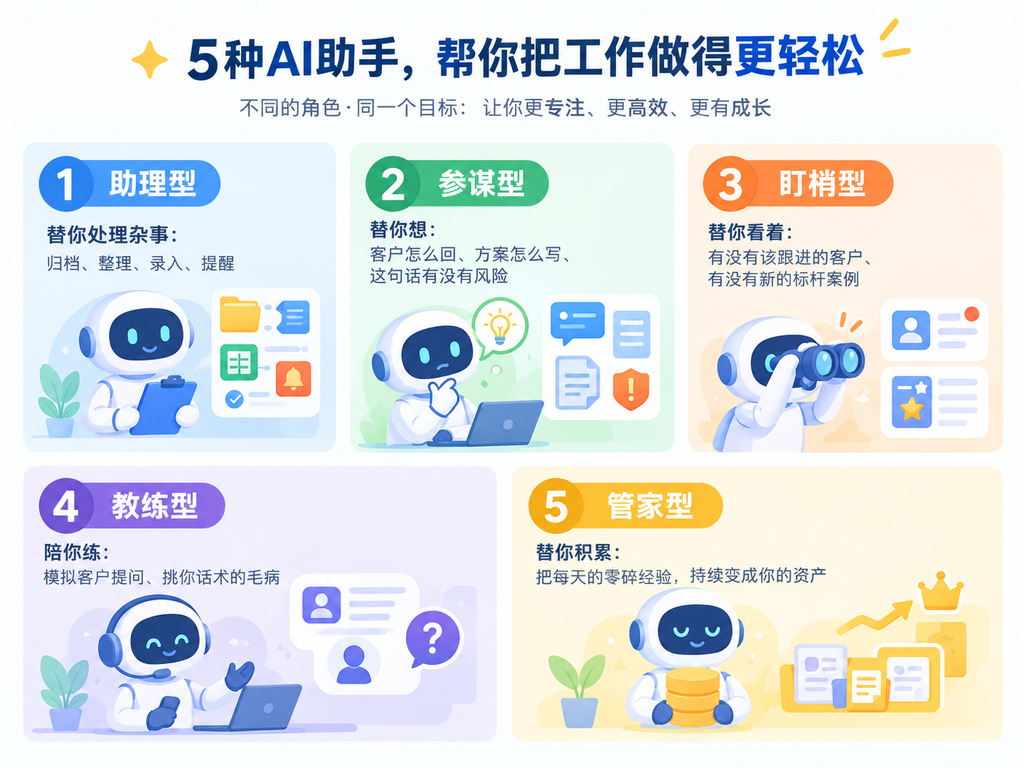 5种AI助手，帮你把工作做得更轻松
不同的角色·同一个目标： 让你更专注、更高效、更有成长
1 助理型
替你处理杂事：
归档、整理、录入、提醒
2 参谋型
替你想：
客户怎么回、方案怎么写、
这句话有没有风险
3 盯梢型
替你看着：
有没有该跟进的客户、
有没有新的标杆案例
4 教练型
陪你练：
模拟客户提问、挑你话术的毛病
?
5 管家型
替你积累：
把每天的零碎经验，持续变成你的资产